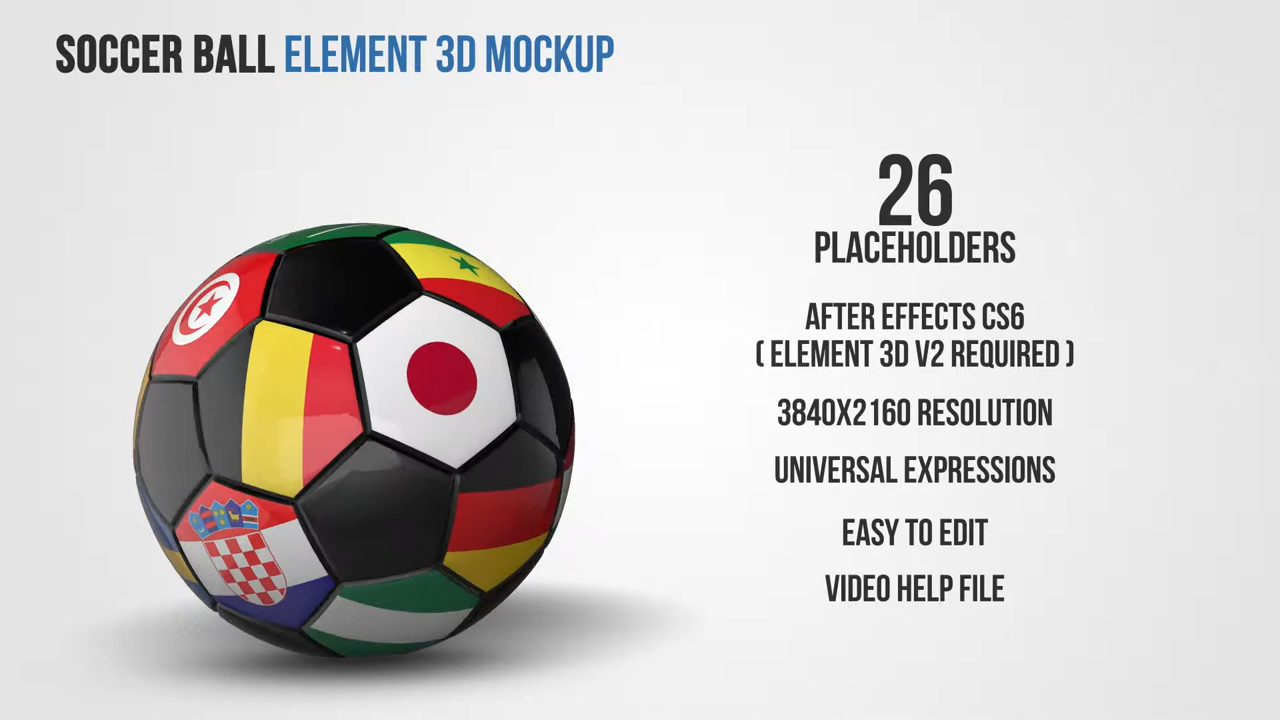 SOCCER BALL ELEMENT 3D MOCKUP
26
PLACEHOLDERS
AFTER EFFECTS CS6
( ELEMENT 3D V2 REQUIRED )
3840X2160 RESOLUTION
UNIVERSAL EXPRESSIONS
EASY TO EDIT
VIDEO HELP FILE